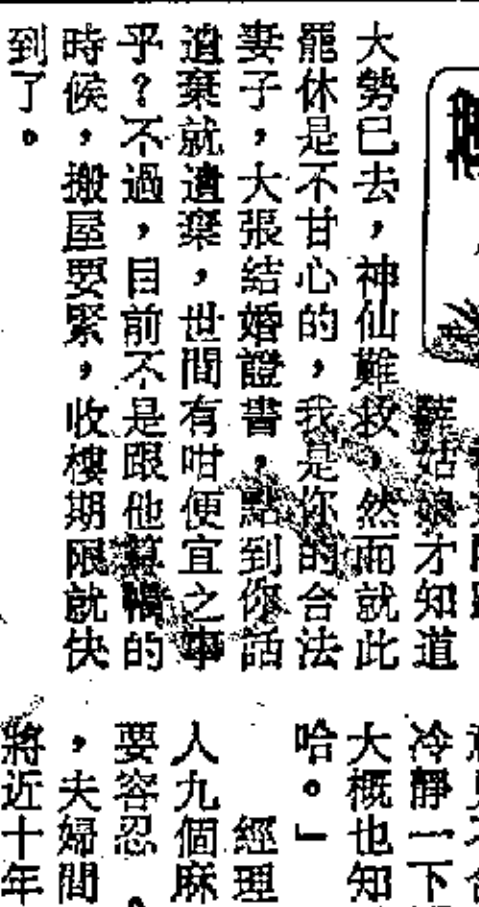 薛姑娘才知道
大勢已去，神仙難救，然而就此
罷休是不甘心的，我是你的合法
妻子，大張結婚證書，點到你話
遺棄就遺棄，世間有咁便宜之事
乎？不過，目前不是跟他算賬的
時候，搬屋要緊，收樓期限就快
到了。
冷靜一下
大概也知
哈。」
經理
人九個麻
要容忍。
，夫婦間
將近十年